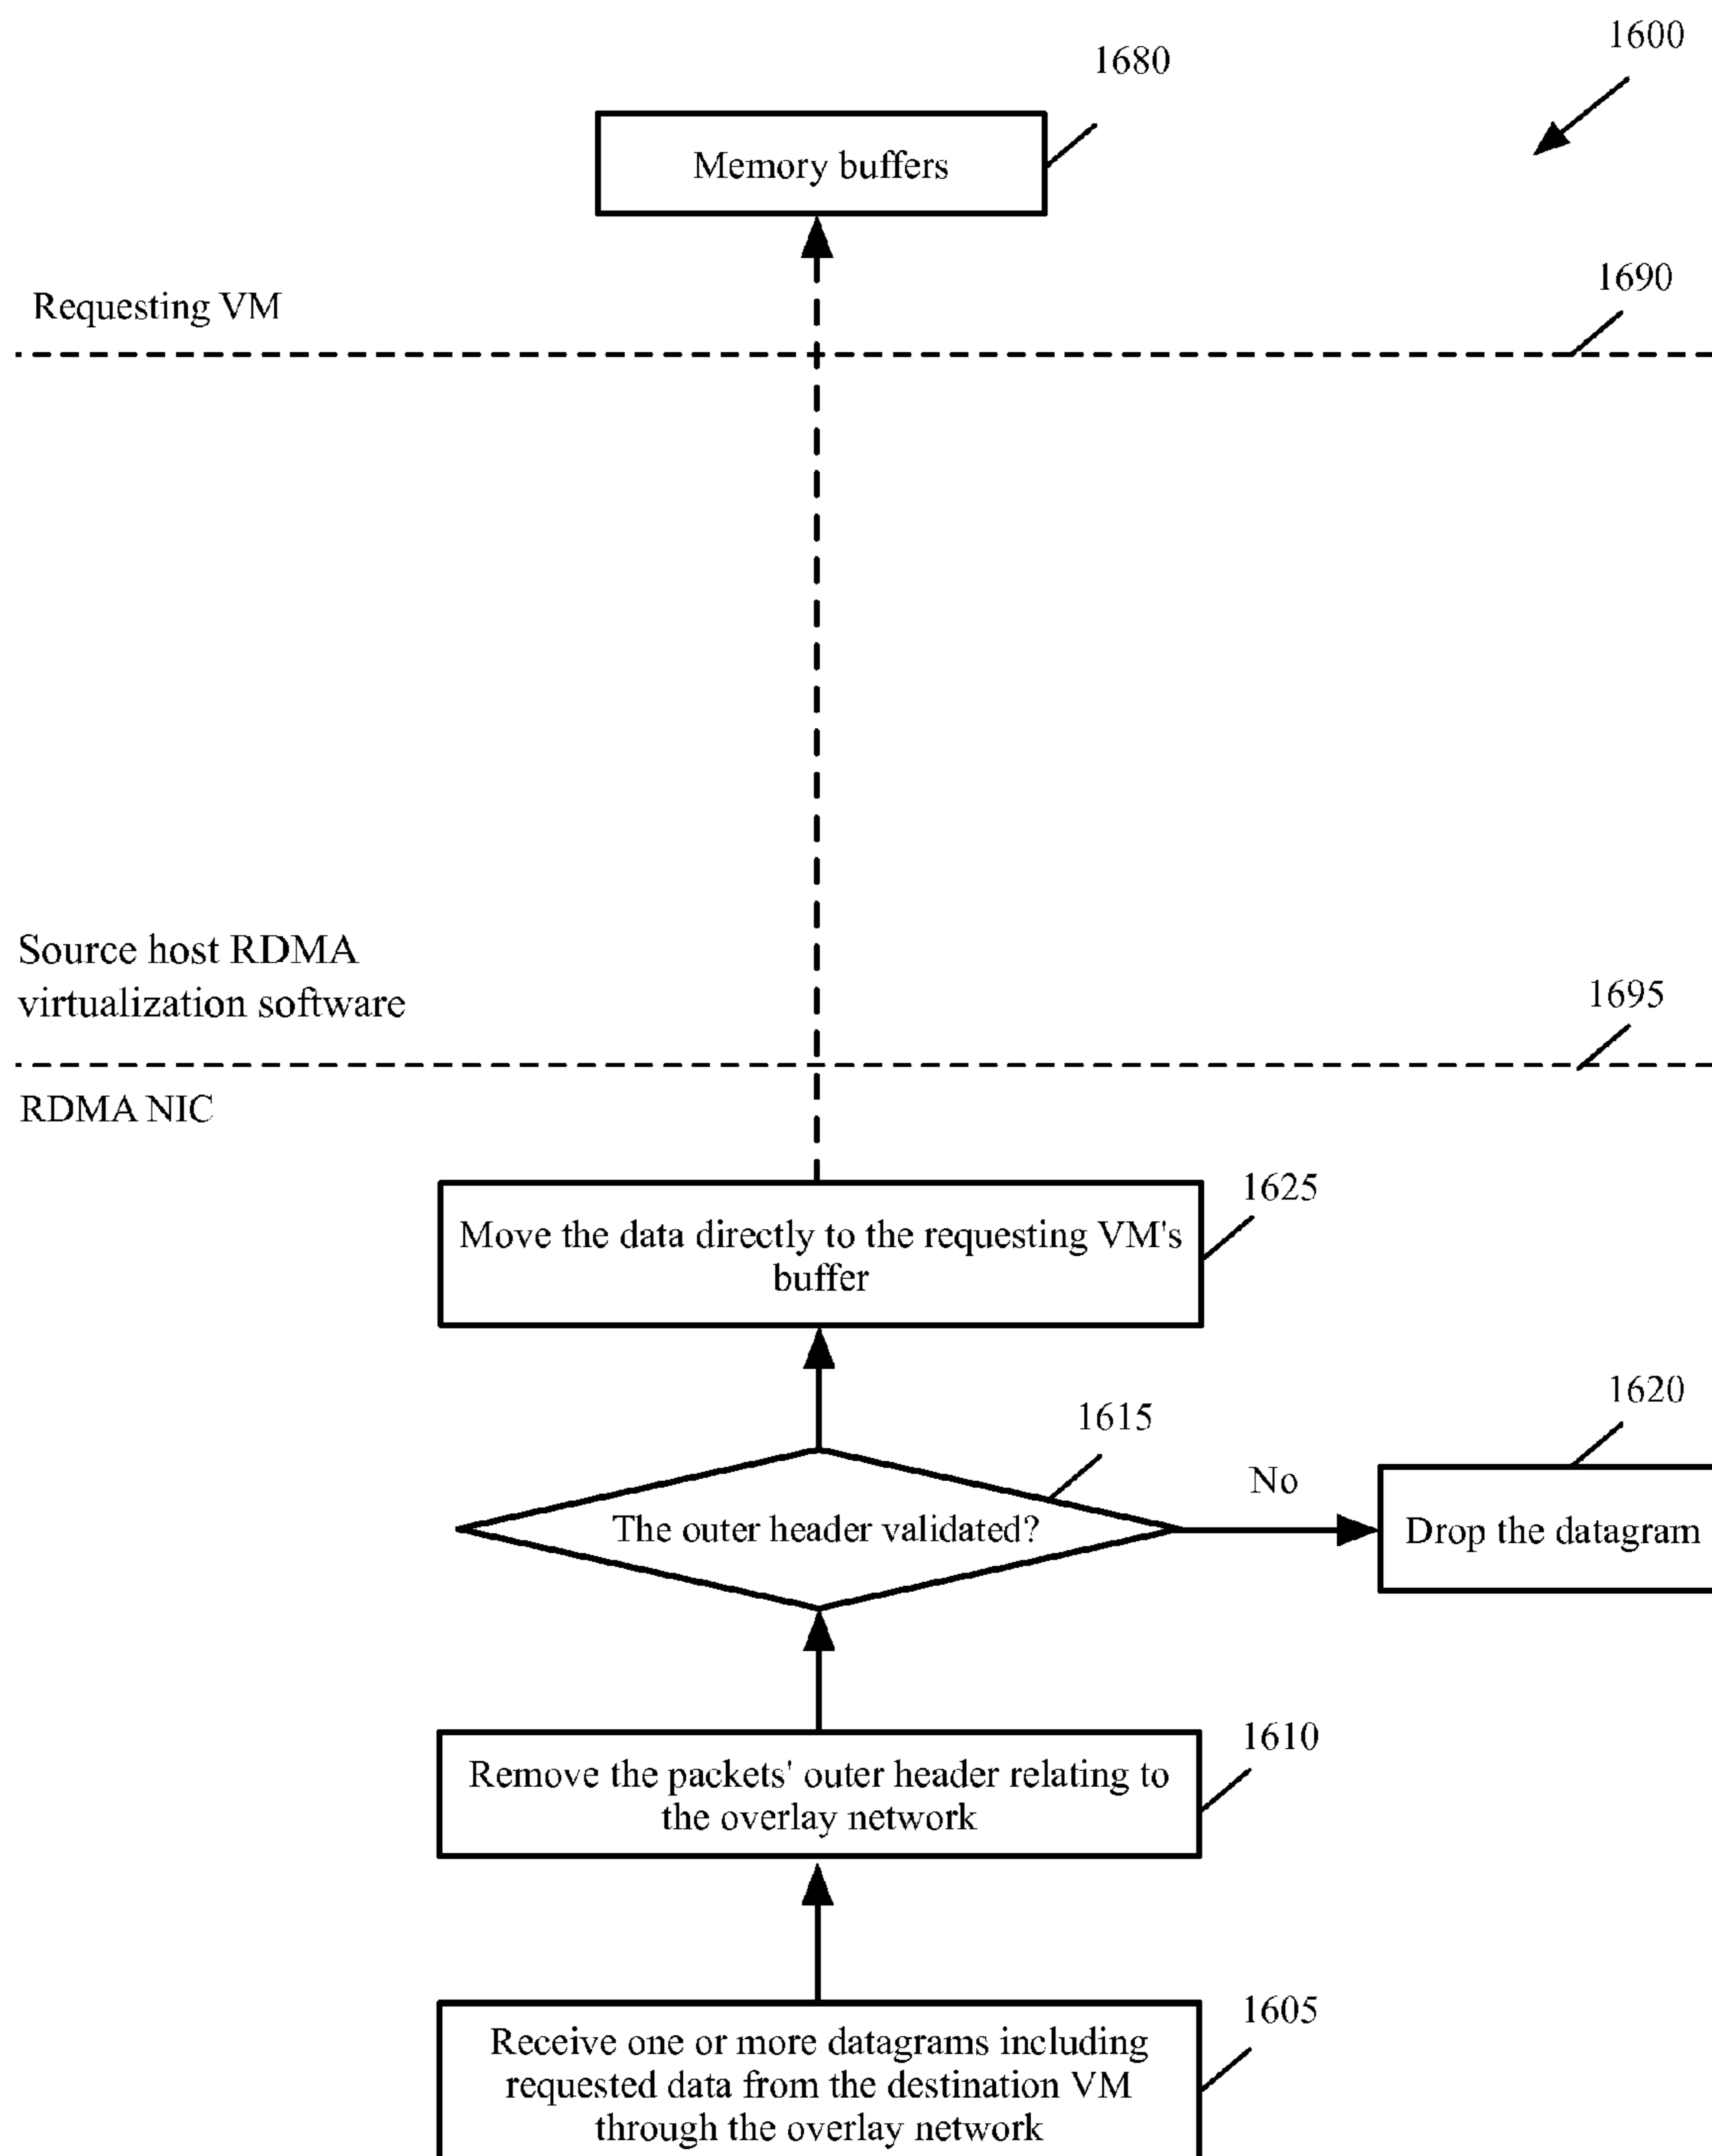 1600
1680
Memory buffers
1690
Requesting VM
Source host RDMA
virtualization software
1695
RDMA NIC
1625
Move the data directly to the requesting VM's
buffer
1620
1615
No
The outer header validated?
Drop the datagram
1610
Remove the packets' outer header relating to
the overlay network
1605
Receive one or more datagrams including
requested data from the destination VM
through the overlay network